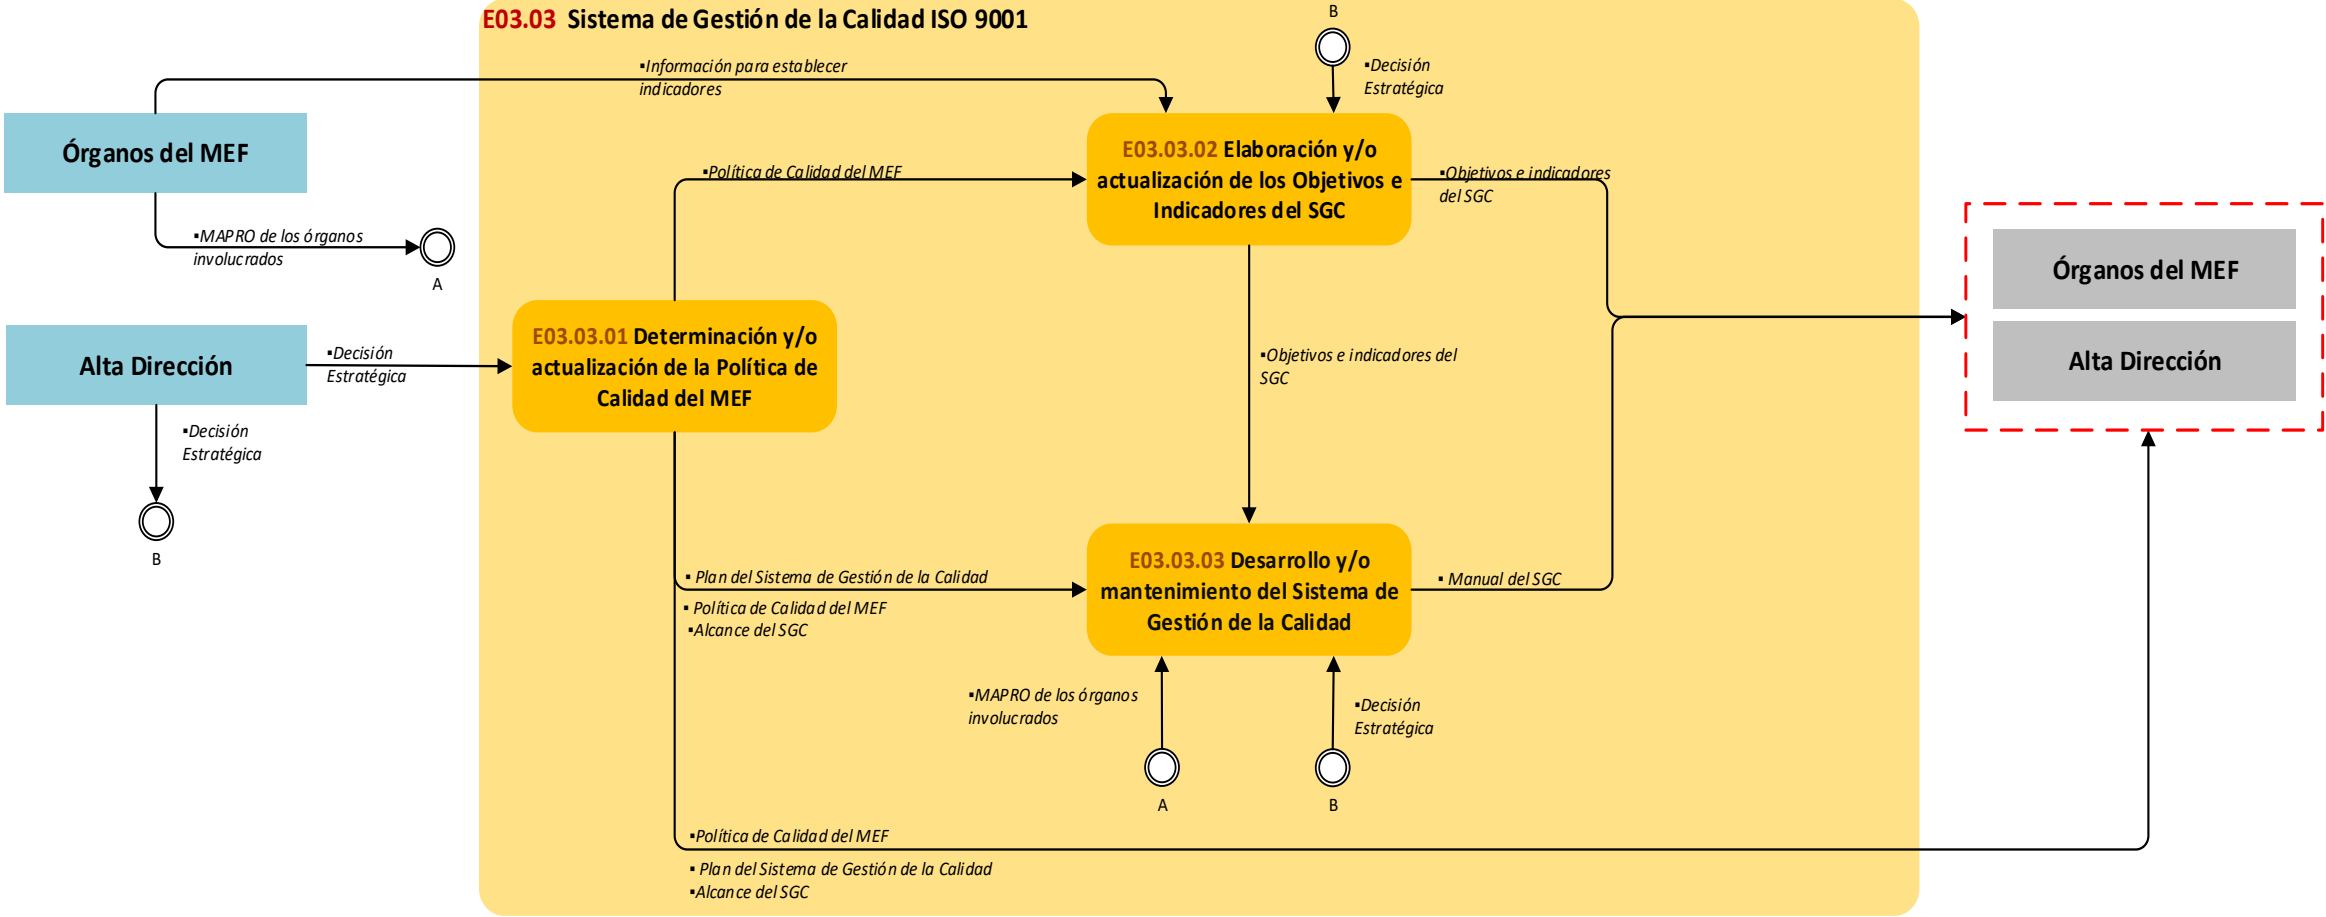 E03.03 Sistema de Gestión de la Calidad ISO 9001
B
▪Información para establecer
indicadores
▪Decisión
Estratégica
Órganos del MEF
E03.03.02 Elaboración y/o
actualización de los Objetivos e
Indicadores del SGC
▪Política de Calidad del MEF
▪Objetivos e indicadores
del SGC
▪MAPRO de los órganos
involucrados
A
Órganos del MEF
Alta Dirección
Alta Dirección
▪Decisión
Estratégica
E03.03.01 Determinación y/o
actualización de la Política de
Calidad del MEF
▪Objetivos e indicadores del
SGC
▪Decisión
Estratégica
B
▪ Plan del Sistema de Gestión de la Calidad
▪ Política de Calidad del MEF
▪Alcance del SGC
E03.03.03 Desarrollo y/o
mantenimiento del Sistema de
Gestión de la Calidad
▪ Manual del SGC
▪MAPRO de los órganos
involucrados
▪Decisión
Estratégica
A
B
▪Política de Calidad del MEF
▪ Plan del Sistema de Gestión de la Calidad
▪Alcance del SGC